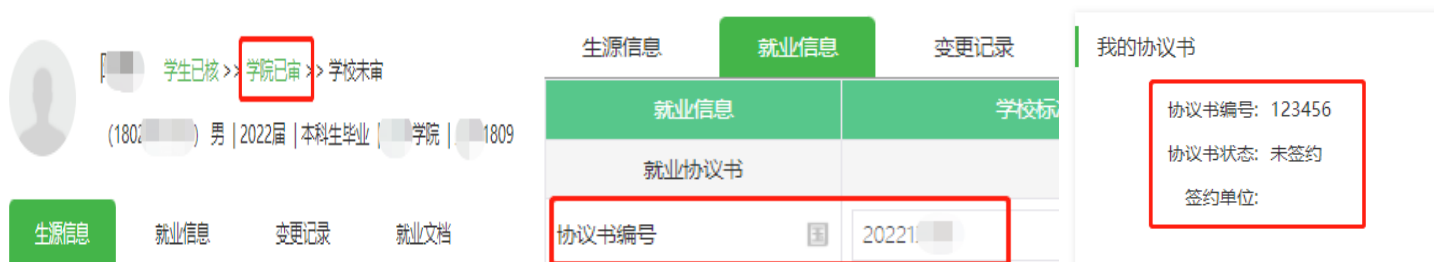 学生已核 >> 学院已审 >> 学校未审
(1802 ) 男 | 2022届 | 本科生毕业 | 学院 | 1809
生源信息 就业信息 变更记录 就业文档
生源信息 就业信息 变更记录
就业信息 学校标
就业协议书
协议书编号 20221
我的协议书
协议书编号: 123456
协议书状态: 未签约
签约单位: